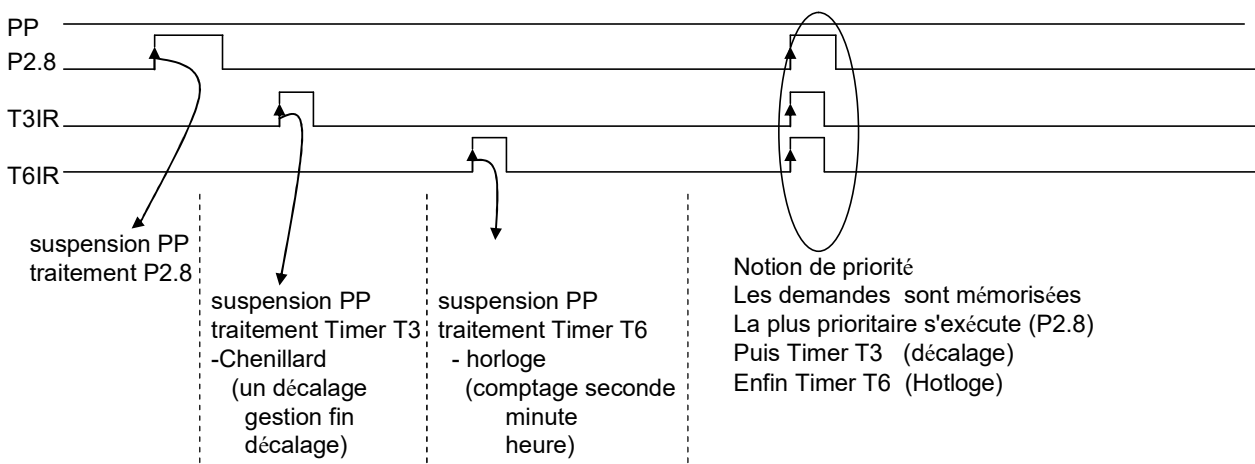 PP
P2.8
T3IR
T6IR
suspension PP
traitement P2.8
suspension PP
traitement Timer T3
-Chenillard
(un décalage
gestion fin
décalage)
suspension PP
traitement Timer T6
- horloge
(comptage seconde
minute
heure)
Notion de priorité
Les demandes sont mémorisées
La plus prioritaire s'exécute (P2.8)
Puis Timer T3 (décalage)
Enfin Timer T6 (Hotloge)